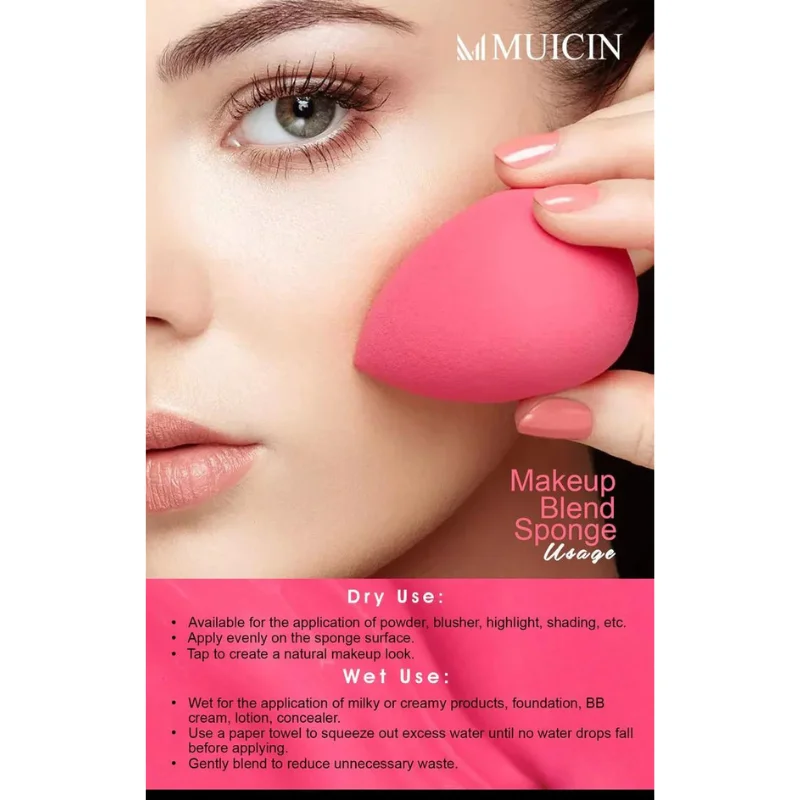 MUICIN
Makeup
Blend
Sponge
Usage
Dry Use:
• Available for the application of powder, blusher, highlight, shading, etc.
• Apply evenly on the sponge surface.
• Tap to create a natural makeup look.
Wet Use:
• Wet for the application of milky or creamy products, foundation, BB
cream, lotion, concealer.
• Use a paper towel to squeeze out excess water until no water drops fall
before applying.
• Gently blend to reduce unnecessary waste.